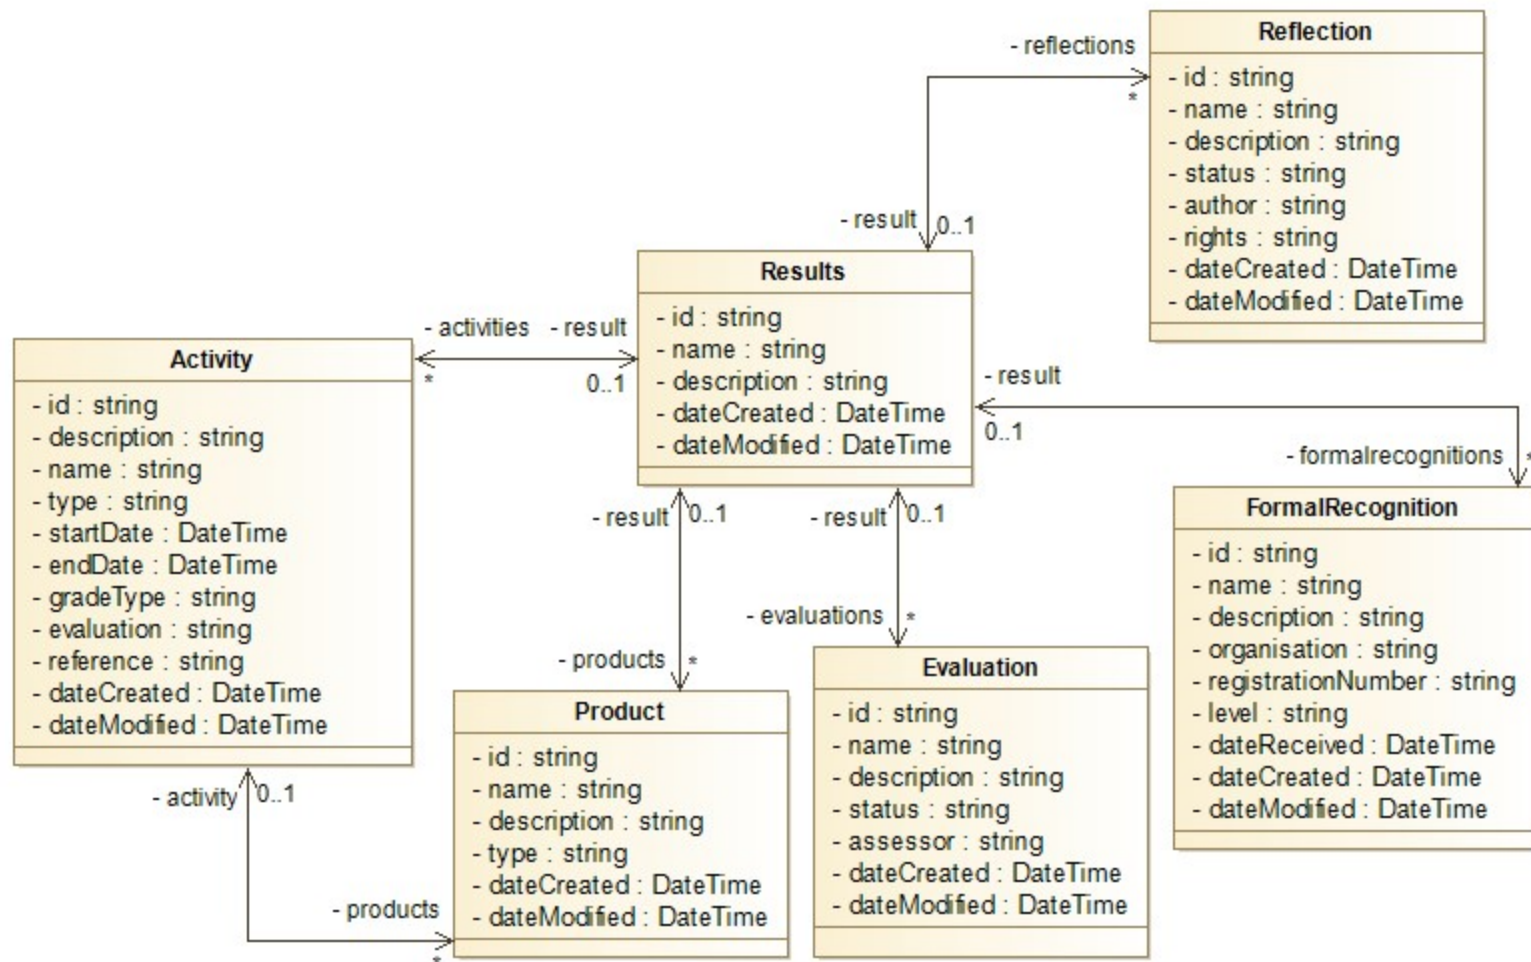 Reflection
- id : string
- name : string
- description : string
- status : string
- author : string
- rights : string
- dateCreated : DateTime
- dateModified : DateTime
- reflections
*
- result
0..1
Results
- id : string
- name : string
- description : string
- dateCreated : DateTime
- dateModified : DateTime
- activities
- result
*
0..1
Activity
- id : string
- description : string
- name : string
- type : string
- startDate : DateTime
- endDate : DateTime
- gradeType : string
- evaluation : string
- reference : string
- dateCreated : DateTime
- dateModified : DateTime
- result
0..1
- formalrecognitions
*
FormalRecognition
- id : string
- name : string
- description : string
- organisation : string
- registrationNumber : string
- level : string
- dateReceived : DateTime
- dateCreated : DateTime
- dateModified : DateTime
- result
0..1
- result
0..1
- evaluations
*
- products
*
Product
- id : string
- name : string
- description : string
- type : string
- dateCreated : DateTime
- dateModified : DateTime
Evaluation
- id : string
- name : string
- description : string
- status : string
- assessor : string
- dateCreated : DateTime
- dateModified : DateTime
- activity
0..1
- products
*